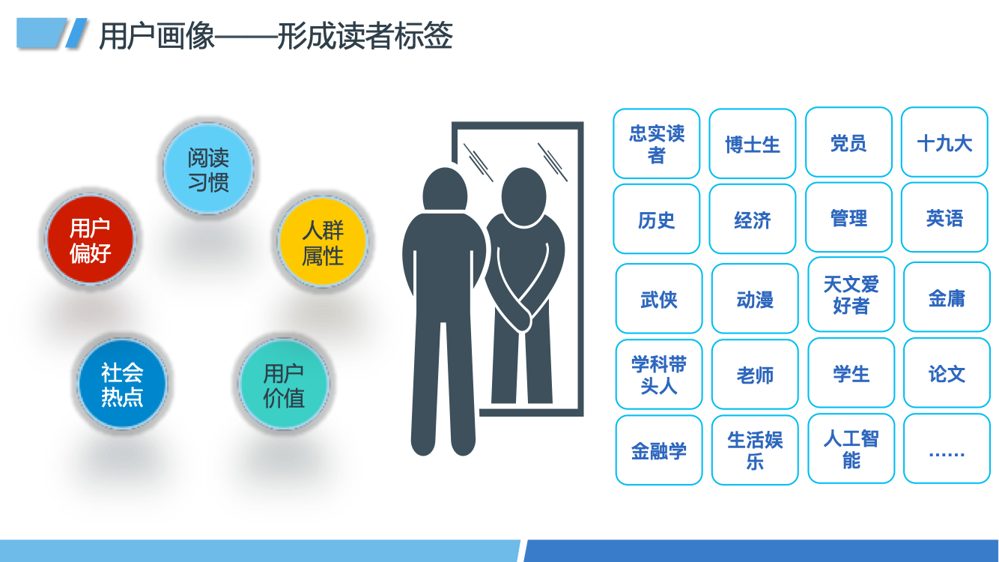 用户画像——形成读者标签
阅读
习惯
用户
偏好
人群
属性
社会
热点
用户
价值
忠实读
者
博士生
党员
十九大
历史
经济
管理
英语
武侠
动漫
天文爱
好者
金庸
学科带
头人
老师
学生
论文
金融学
生活娱
乐
人工智
能
……